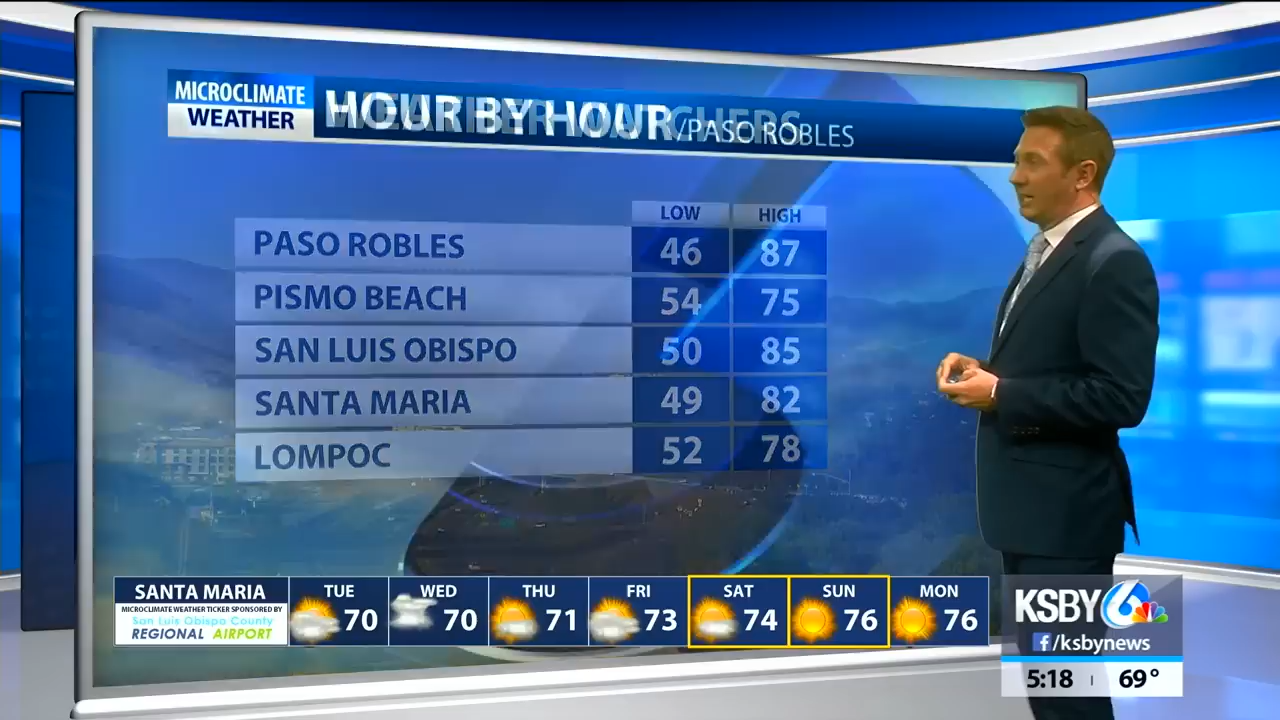 MICROCLIMATE
WEATHER
HOUR BY HOUR /PASO ROBLES
LOW HIGH
PASO ROBLES 46 87
PISMO BEACH 54 75
SAN LUIS OBISPO 50 85
SANTA MARIA 49 82
LOMPOC 52 78
SANTA MARIA
MICROCLIMATE WEATHER TICKER SPONSORED BY
San Luis Obispo County
REGIONAL AIRPORT
TUE WED THU FRI SAT SUN MON
70 70 71 73 74 76 76
KSBY 6
f/ksbynews
5:18 69°